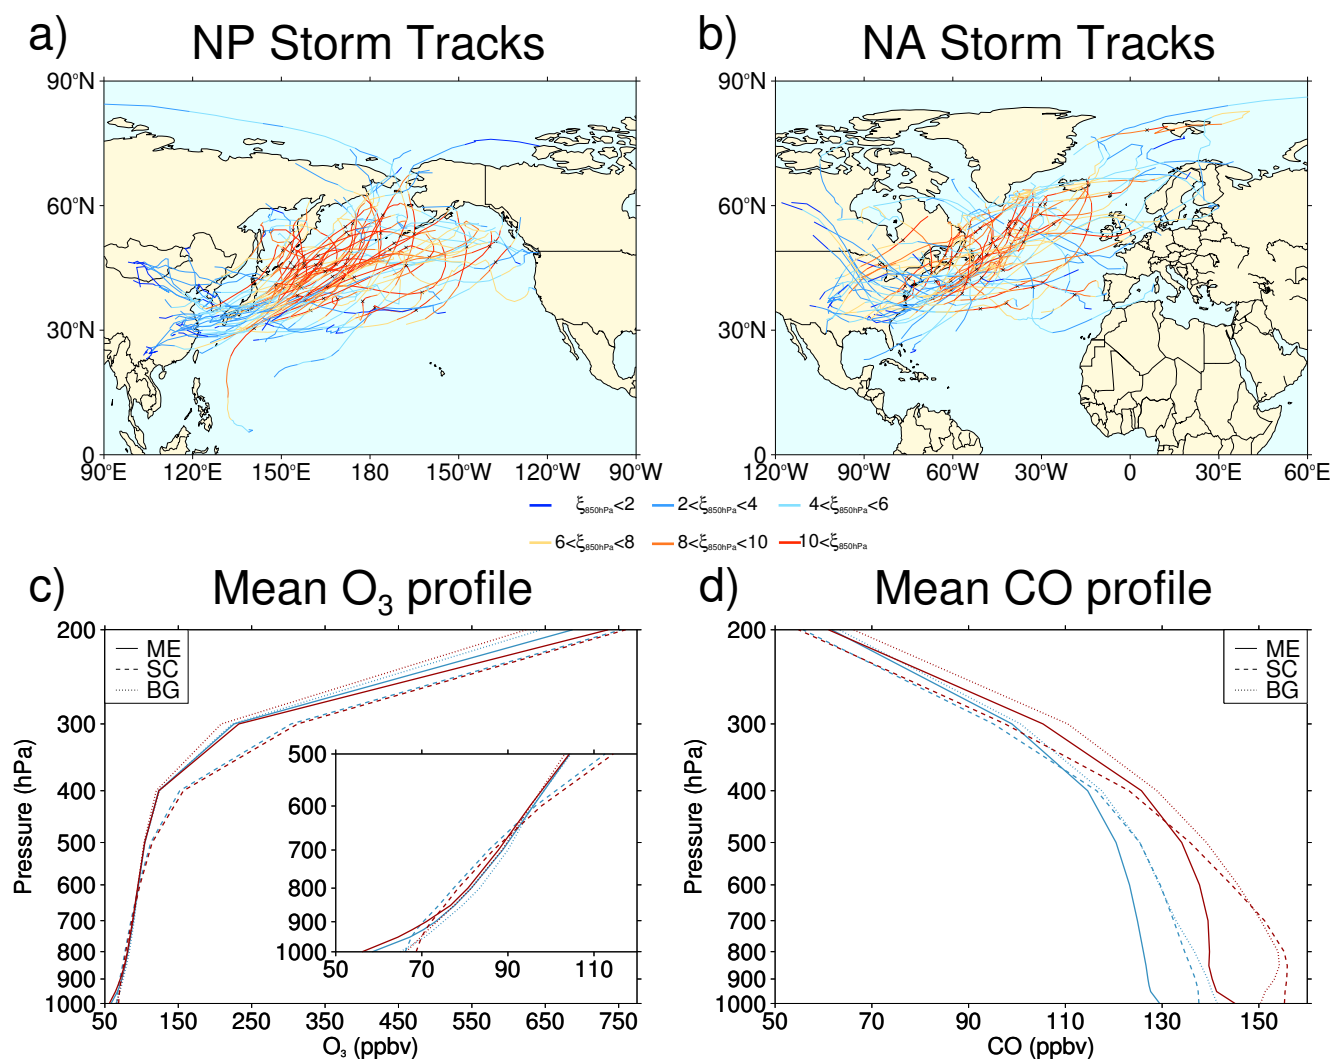 a) NP Storm Tracks
b) NA Storm Tracks
90°N
60°N
30°N
0
90°E 120°E 150°E 180 150°W 120°W 90°W
90°N
60°N
30°N
0
120°W 90°W 60°W 30°W 0 30°E 60°E
ξ850hPa<2 2<ξ850hPa<4 4<ξ850hPa<6
6<ξ850hPa<8 8<ξ850hPa<10 10<ξ850hPa
c) Mean O₃ profile
200
300
400
500
600
700
800
900
1000
Pressure (hPa)
ME
SC
BG
500
600
700
800
900
1000
50 70 90 110
50 150 250 350 450 550 650 750
O₃ (ppbv)
d) Mean CO profile
200
300
400
500
600
700
800
900
1000
Pressure (hPa)
ME
SC
BG
50 70 90 110 130 150
CO (ppbv)